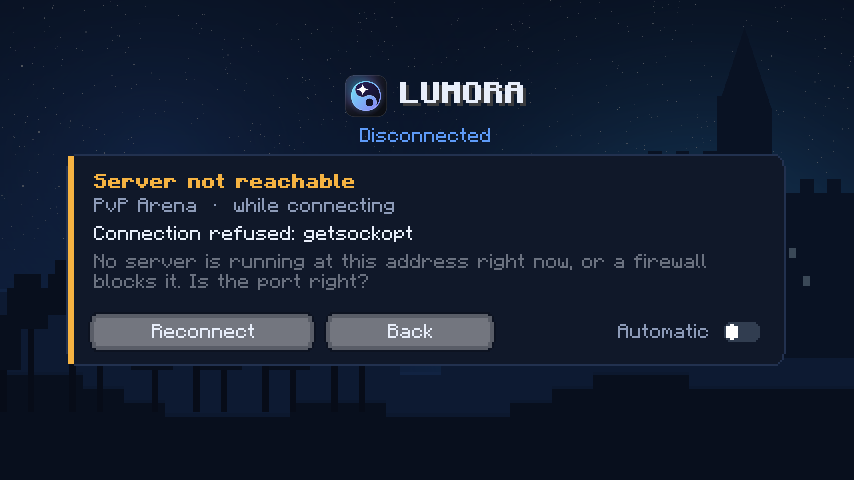 LUMORA
Disconnected
Server not reachable
PvP Arena · while connecting
Connection refused: getsockopt
No server is running at this address right now, or a firewall
blocks it. Is the port right?
Reconnect
Back
Automatic